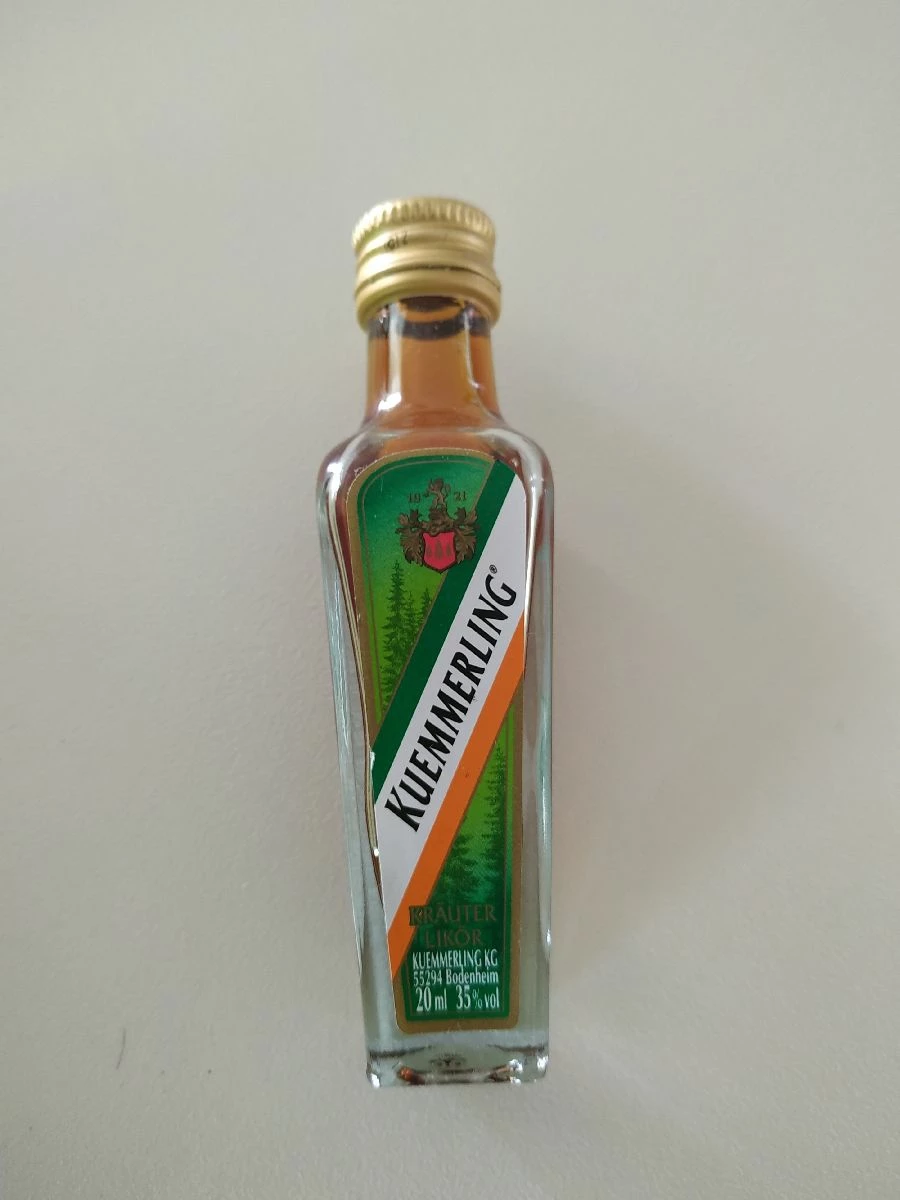 19 21
KUEMMERLING®
KRÄUTER
LIKÖR
KUEMMERLING KG
55294 Bodenheim
20 ml 35% vol